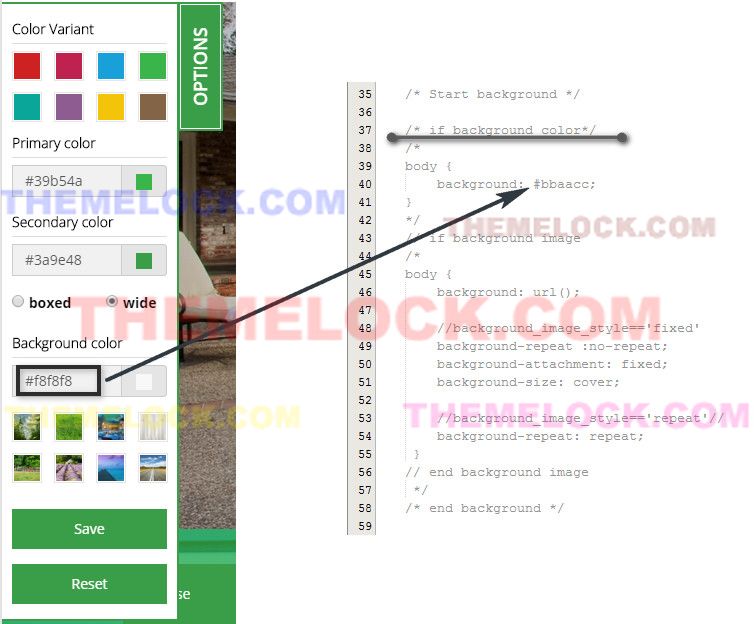 Color Variant
OPTIONS
Primary color
#39b54a
THEMELOCK.COM
Secondary color
#3a9e48
boxed wide
THEMELOCK.COM
Background color
#f8f8f8
THEMELOCK.COM
Save
Reset
se
35 /* Start background */
36
37 /* if background color*/
38 /*
39 body {
40 background: #bbaacc;
41 }
42 */
THEMELOCK.COM
43 // if background image
44 /*
45 body {
46 background: url();
47
48 //background_image_style=='fixed'
49 background-repeat :no-repeat;
50 background-attachment: fixed;
51 background-size: cover;
52
53 //background_image_style=='repeat'//
THEMELOCK.COM
54 background-repeat: repeat;
55 }
56 // end background image
57 */
58 /* end background */
59